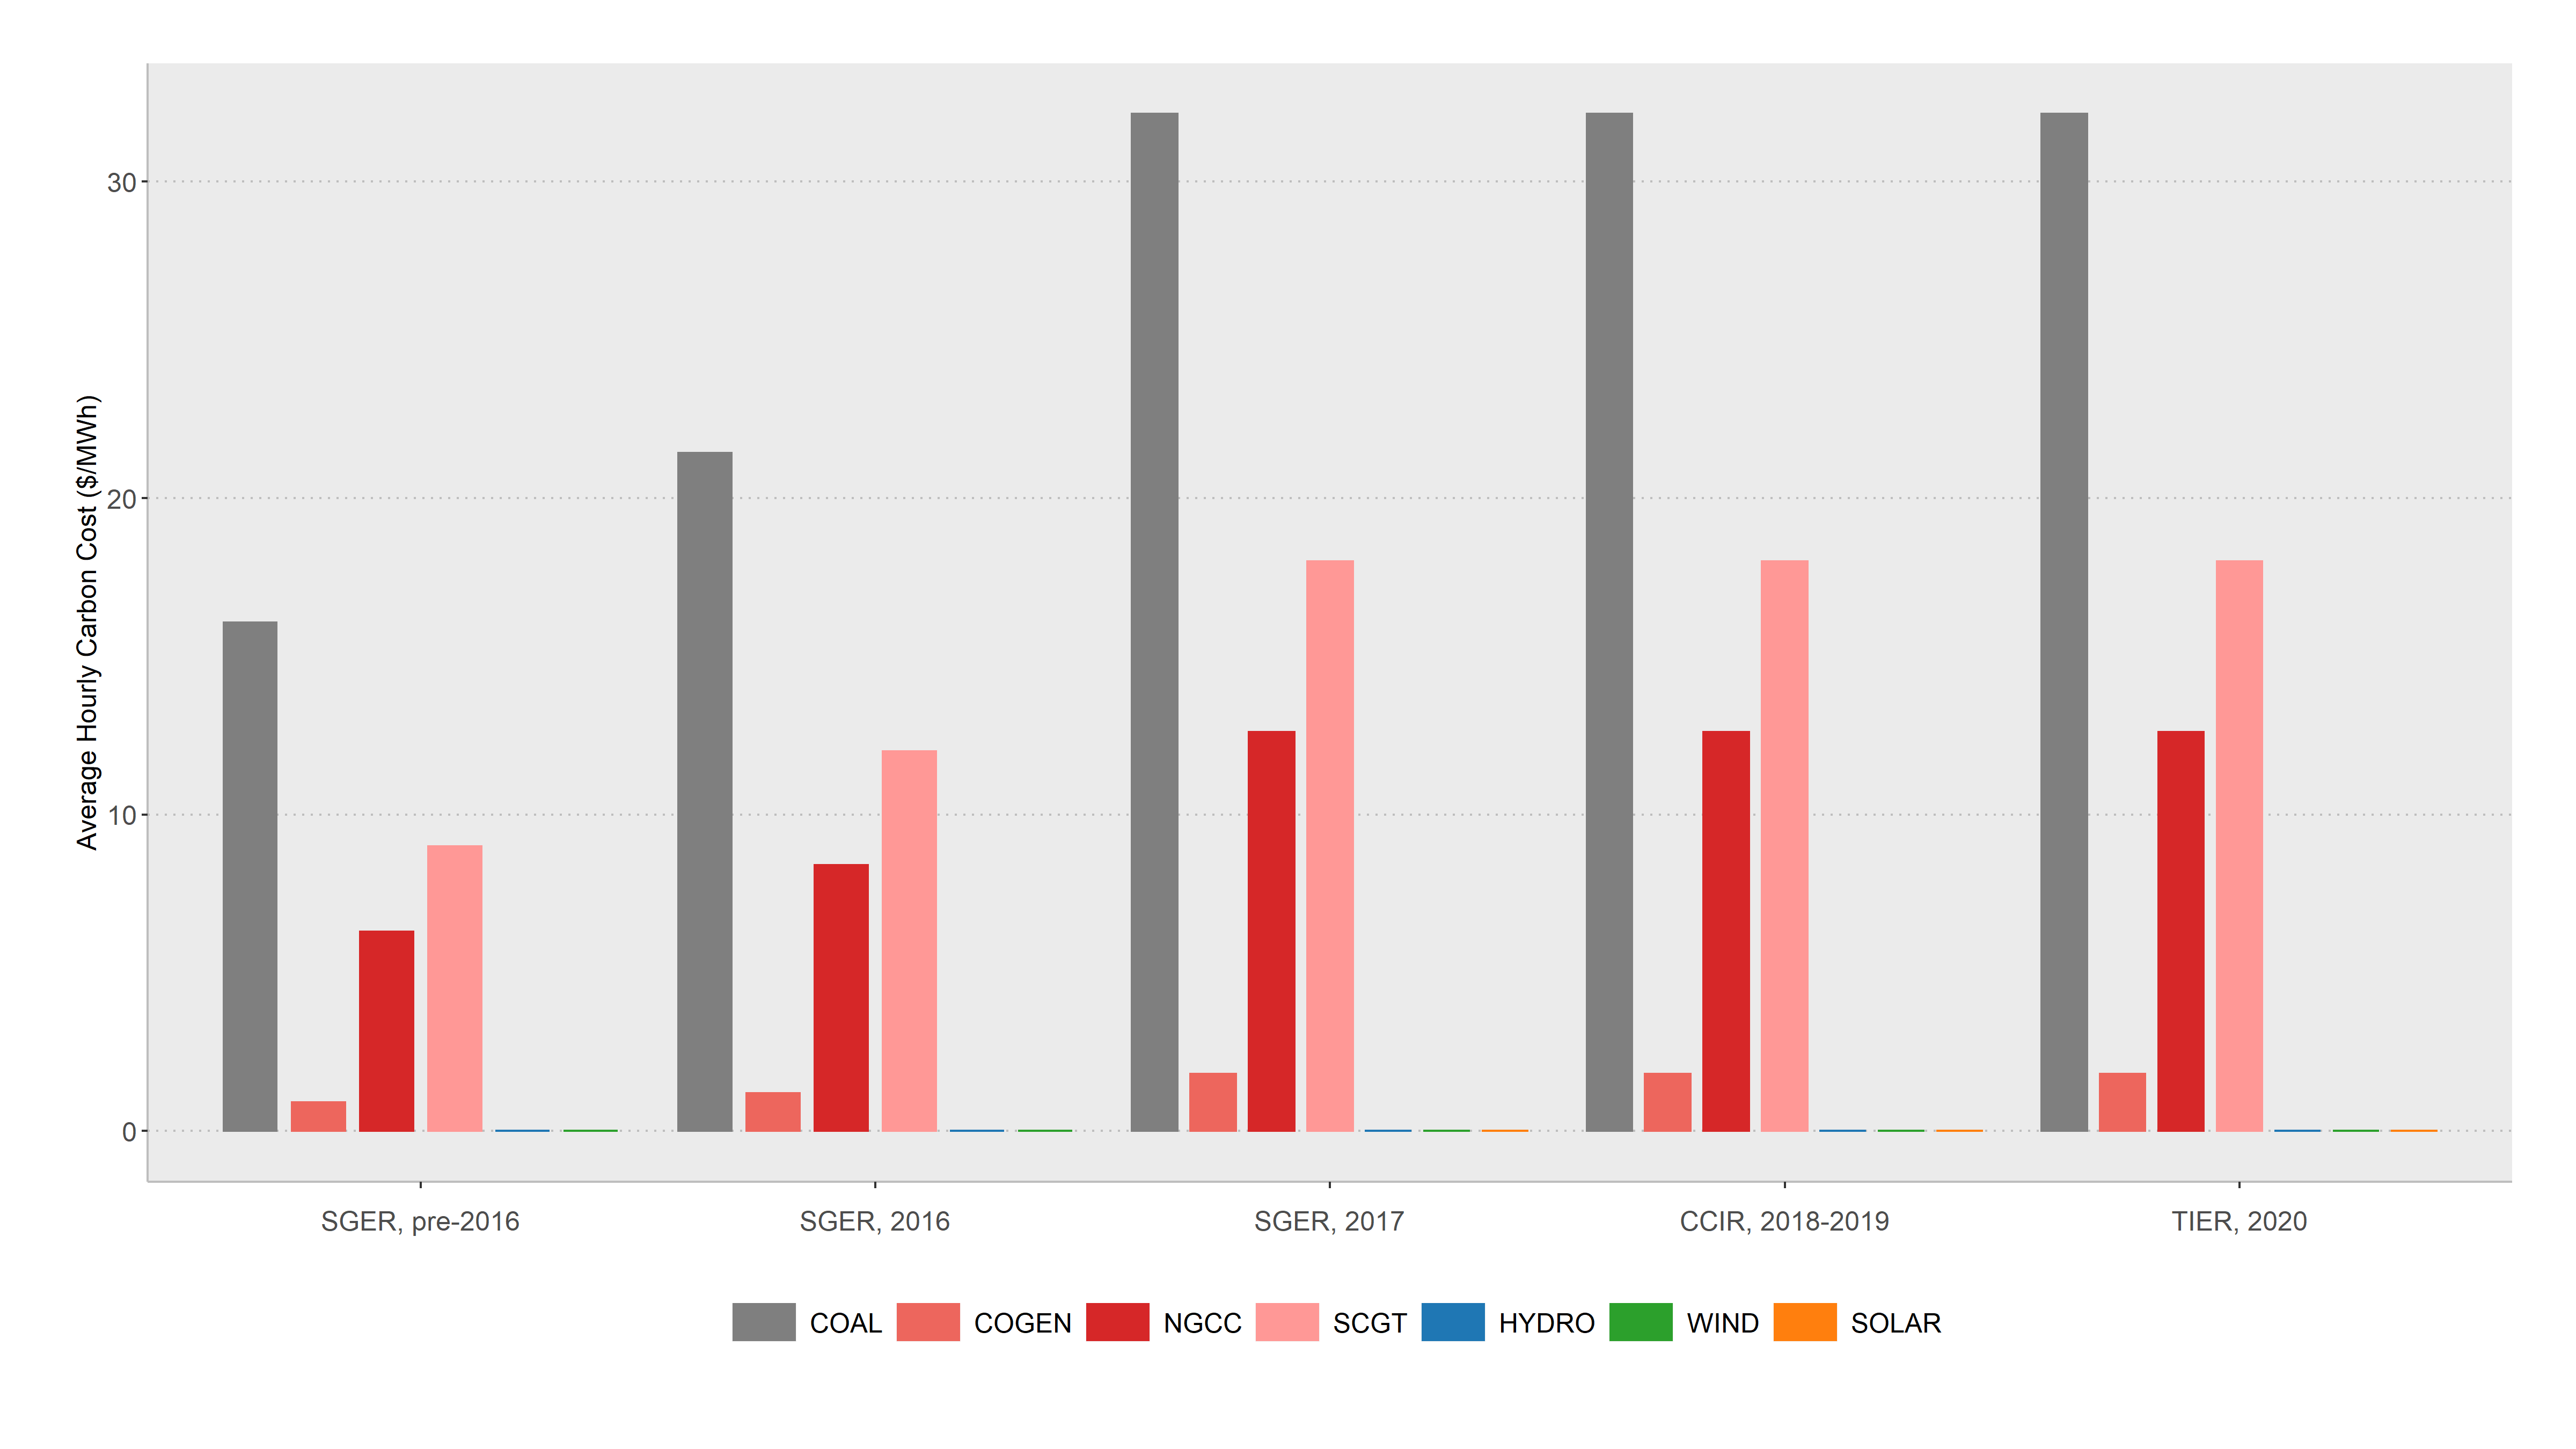 Average Hourly Carbon Cost ($/MWh)
30
20
10
0
SGER, pre-2016
SGER, 2016
SGER, 2017
CCIR, 2018-2019
TIER, 2020
COAL
COGEN
NGCC
SCGT
HYDRO
WIND
SOLAR